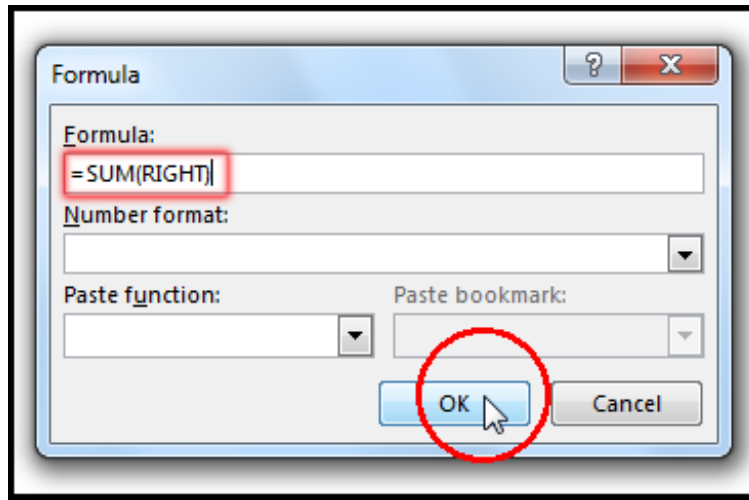 Formula
Formula:
=SUM(RIGHT)
Number format:
Paste function:
Paste bookmark:
OK
Cancel